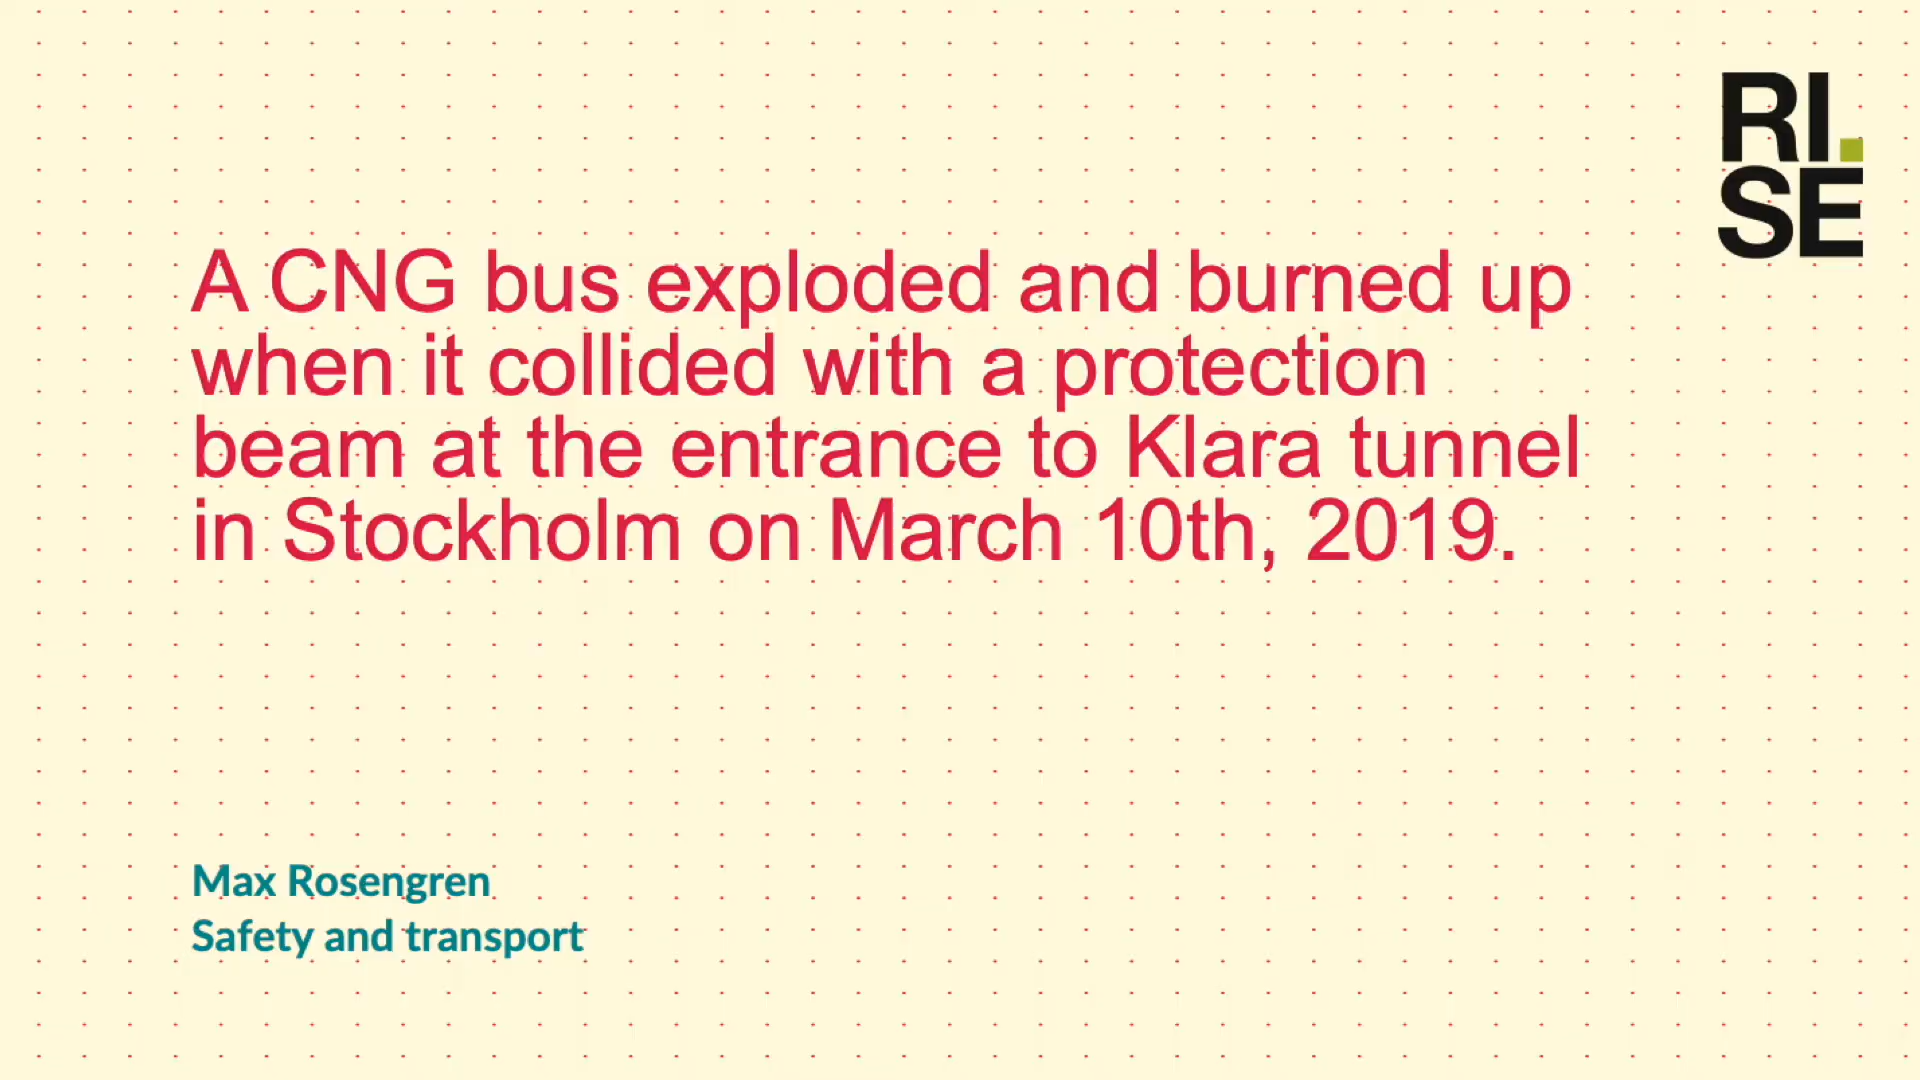 RI.
SE
A CNG bus exploded and burned up
when it collided with a protection
beam at the entrance to Klara tunnel
in Stockholm on March 10th, 2019.
Max Rosengren
Safety and transport